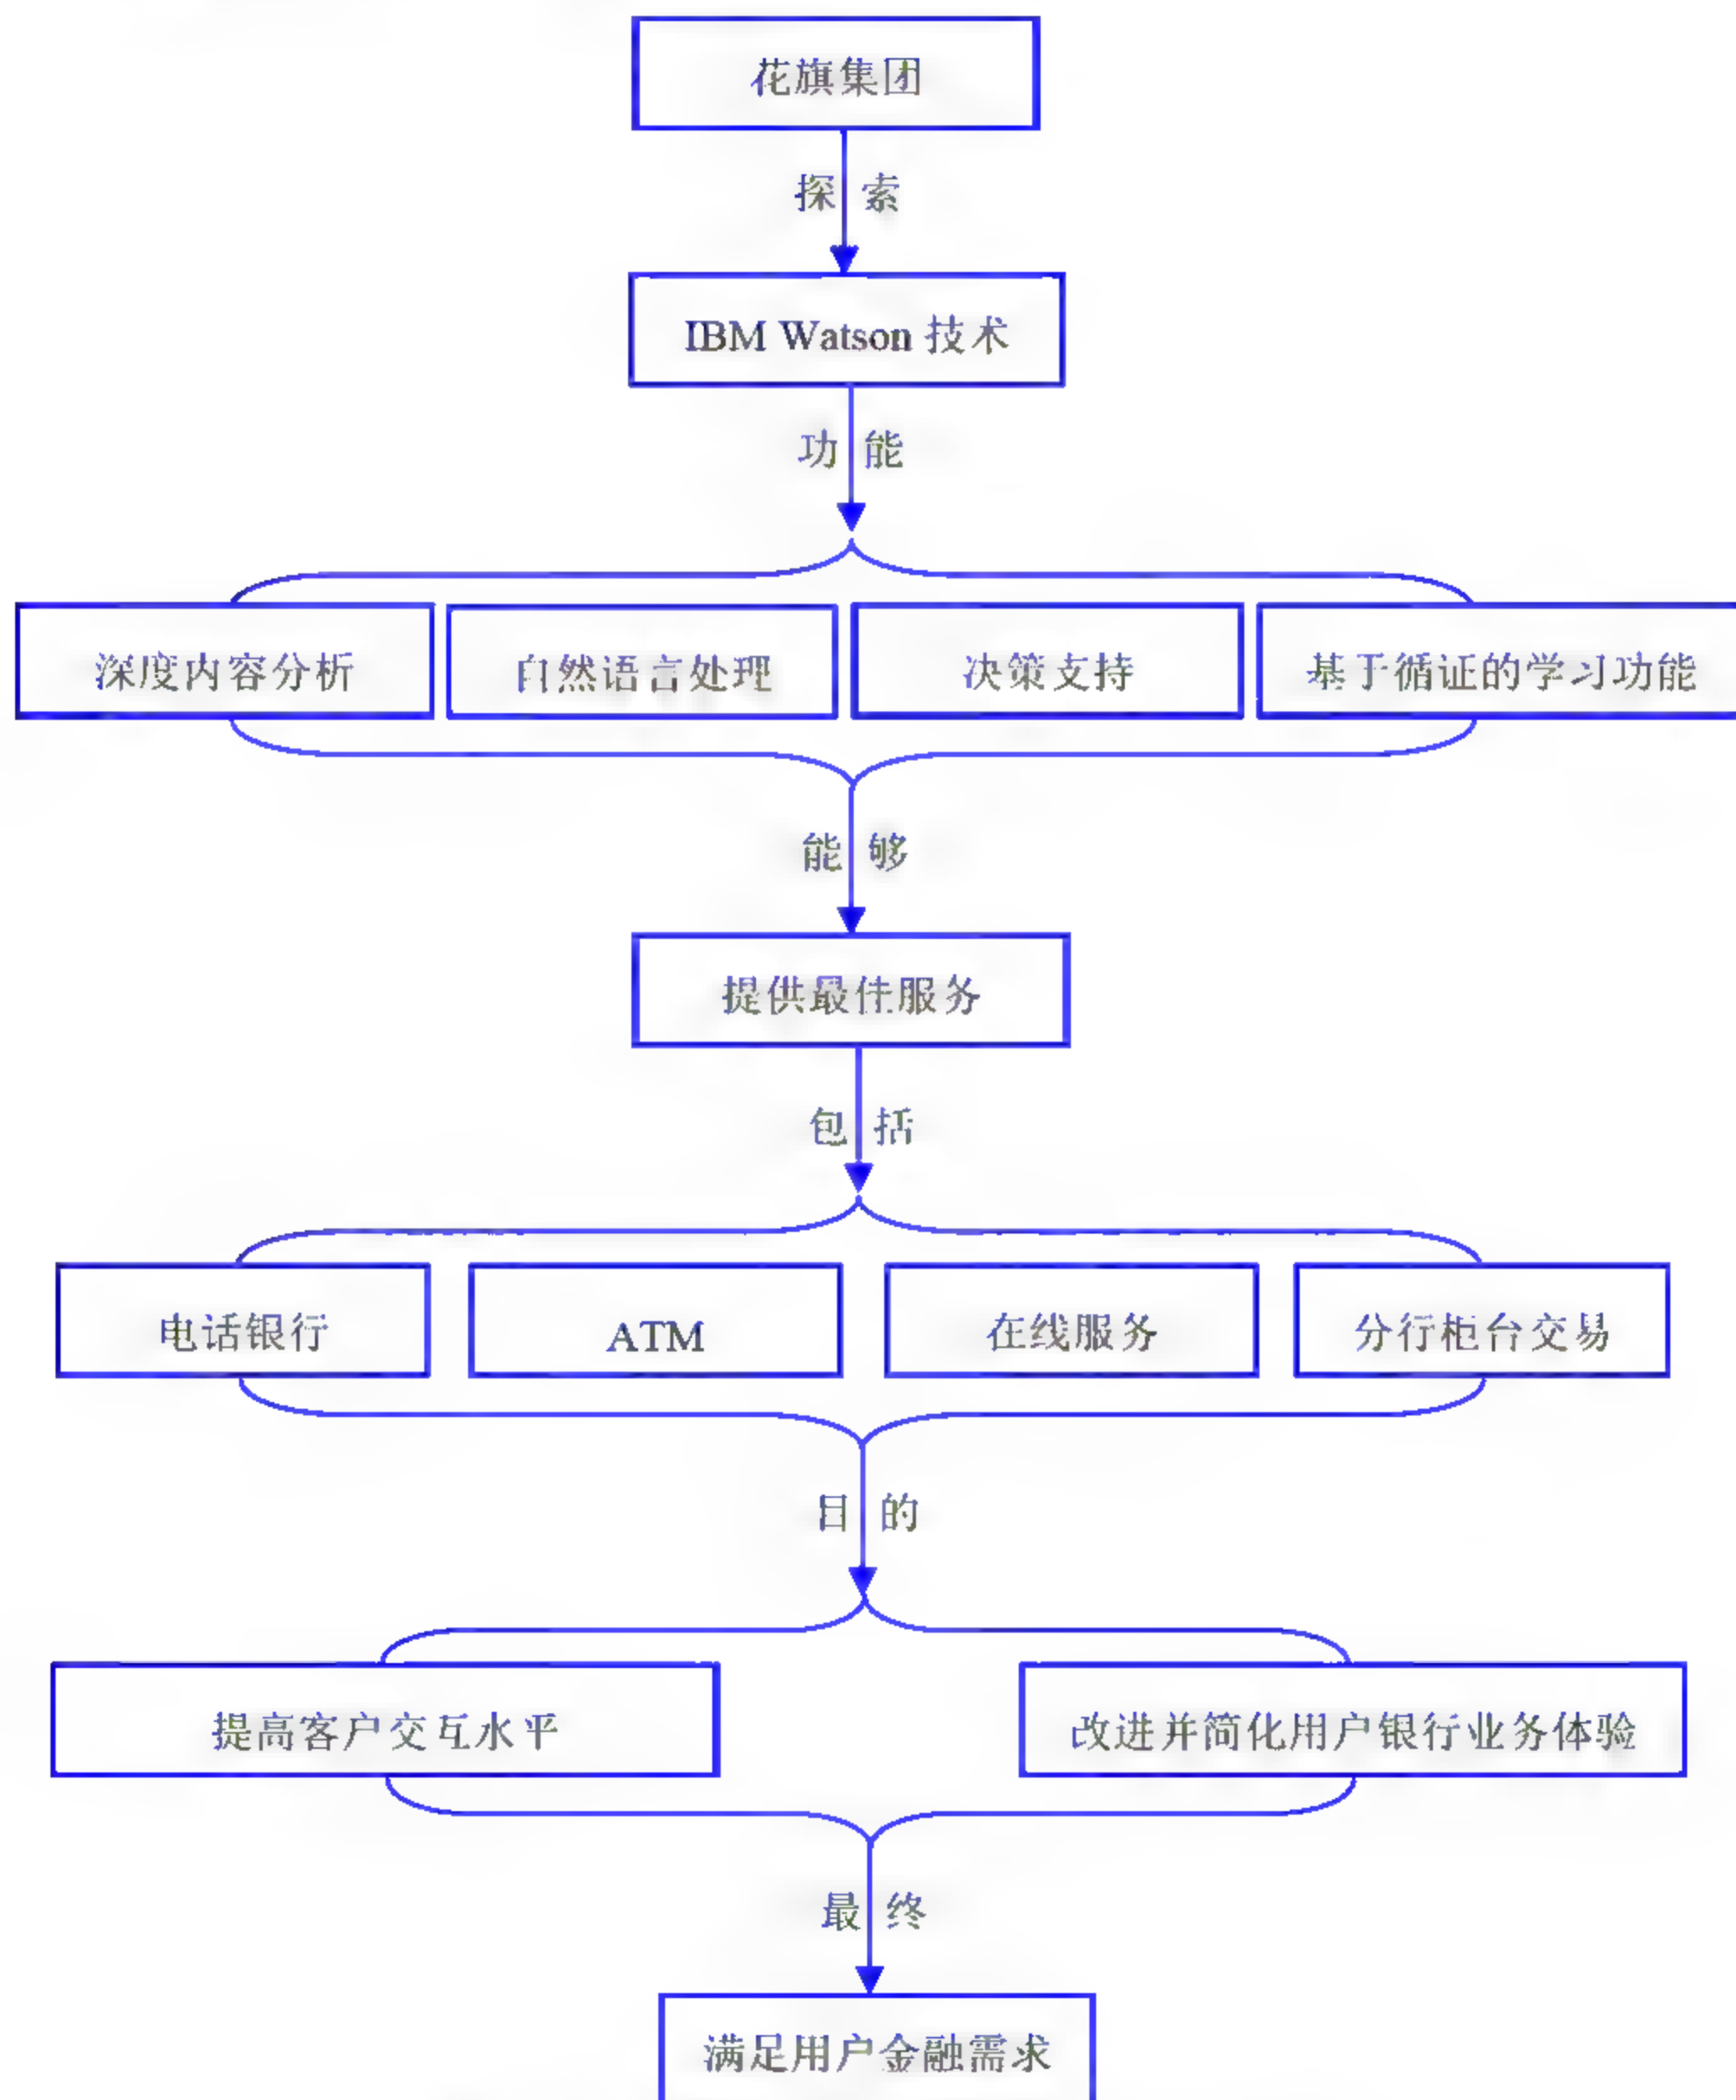 花旗集团
探索
IBM Watson 技术
功能
深度内容分析
自然语言处理
决策支持
基于循证的学习功能
能够
提供最佳服务
包括
电话银行
ATM
在线服务
分行柜台交易
目的
提高客户交互水平
改进并简化用户银行业务体验
最终
满足用户金融需求